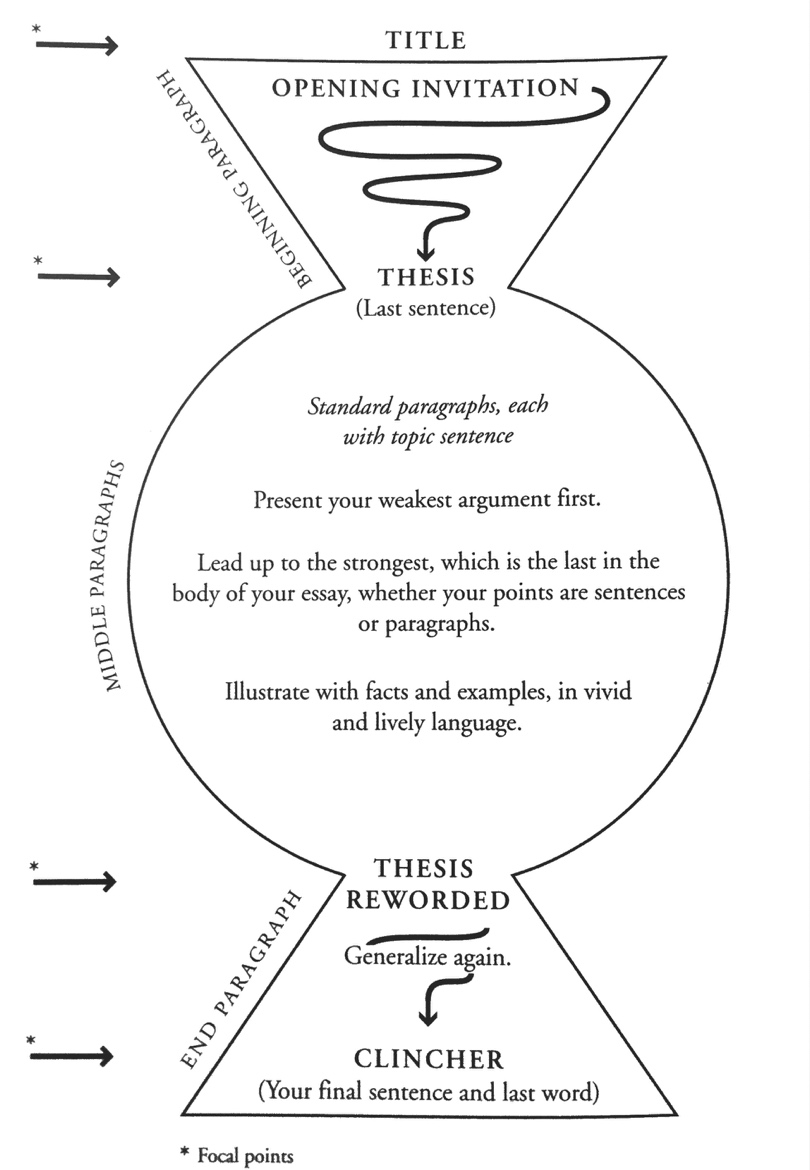 *
TITLE
OPENING INVITATION
BEGINNING PARAGRAPH
*
THESIS
(Last sentence)
Standard paragraphs, each
with topic sentence
Present your weakest argument first.
MIDDLE PARAGRAPHS
Lead up to the strongest, which is the last in the
body of your essay, whether your points are sentences
or paragraphs.
Illustrate with facts and examples, in vivid
and lively language.
*
THESIS
REWORDED
END PARAGRAPH
Generalize again.
*
CLINCHER
(Your final sentence and last word)
* Focal points